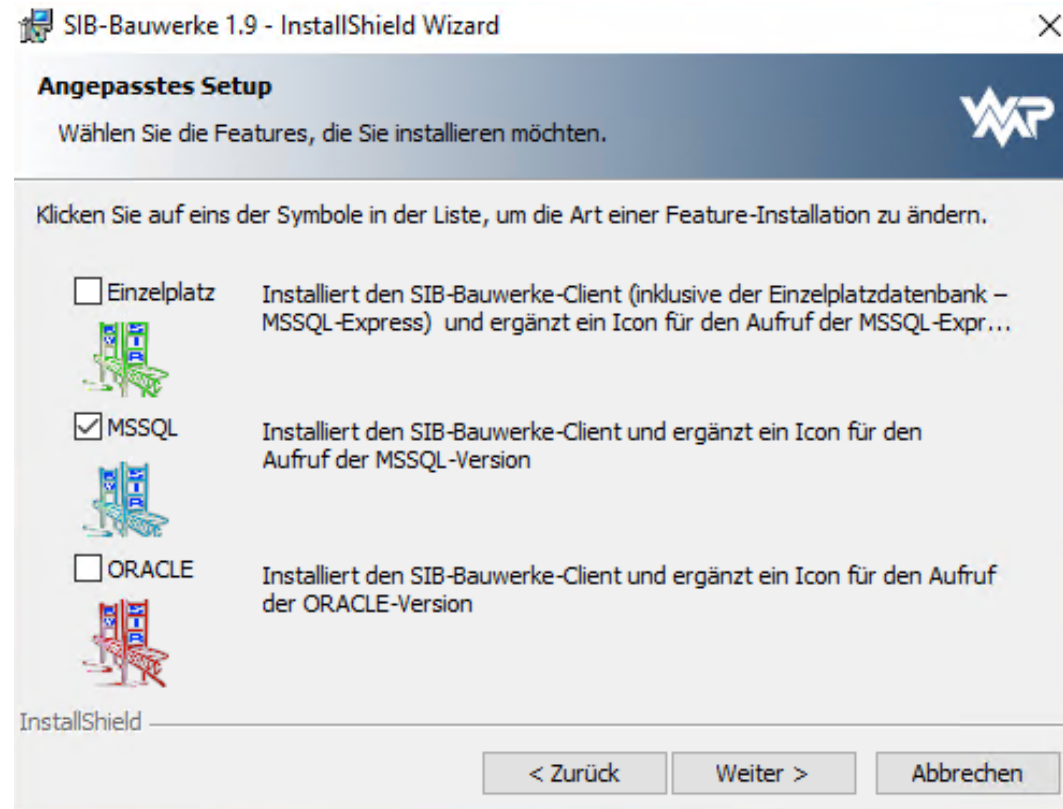 SIB-Bauwerke 1.9 - InstallShield Wizard
Angepasstes Setup
Wählen Sie die Features, die Sie installieren möchten.
Klicken Sie auf eins der Symbole in der Liste, um die Art einer Feature-Installation zu ändern.
Einzelplatz
Installiert den SIB-Bauwerke-Client (inklusive der Einzelplatzdatenbank –
MSSQL-Express)  und ergänzt ein Icon für den Aufruf der MSSQL-Expr...
MSSQL
Installiert den SIB-Bauwerke-Client und ergänzt ein Icon für den
Aufruf der MSSQL-Version
ORACLE
Installiert den SIB-Bauwerke-Client und ergänzt ein Icon für den Aufruf
der ORACLE-Version
InstallShield
< Zurück
Weiter >
Abbrechen